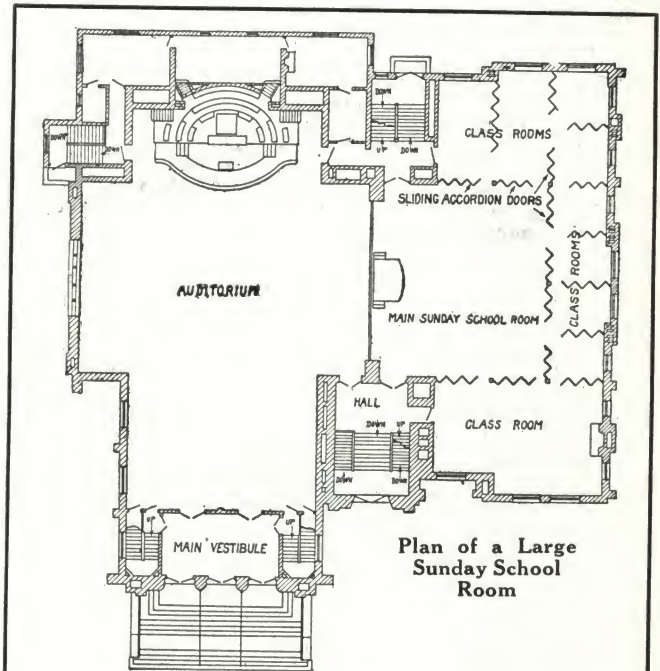 DOWN
CLASS ROOMS
DOWN
DOWN
UP
DOWN
SLIDING ACCORDION DOORS
AUDITORIUM
CLASS ROOMS.
MAIN SUNDAY SCHOOL ROOM
HALL
DOWN
UP
CLASS ROOM
DOWN
DOWN
UP
UP
MAIN VESTIBULE
Plan of a Large
Sunday School
Room